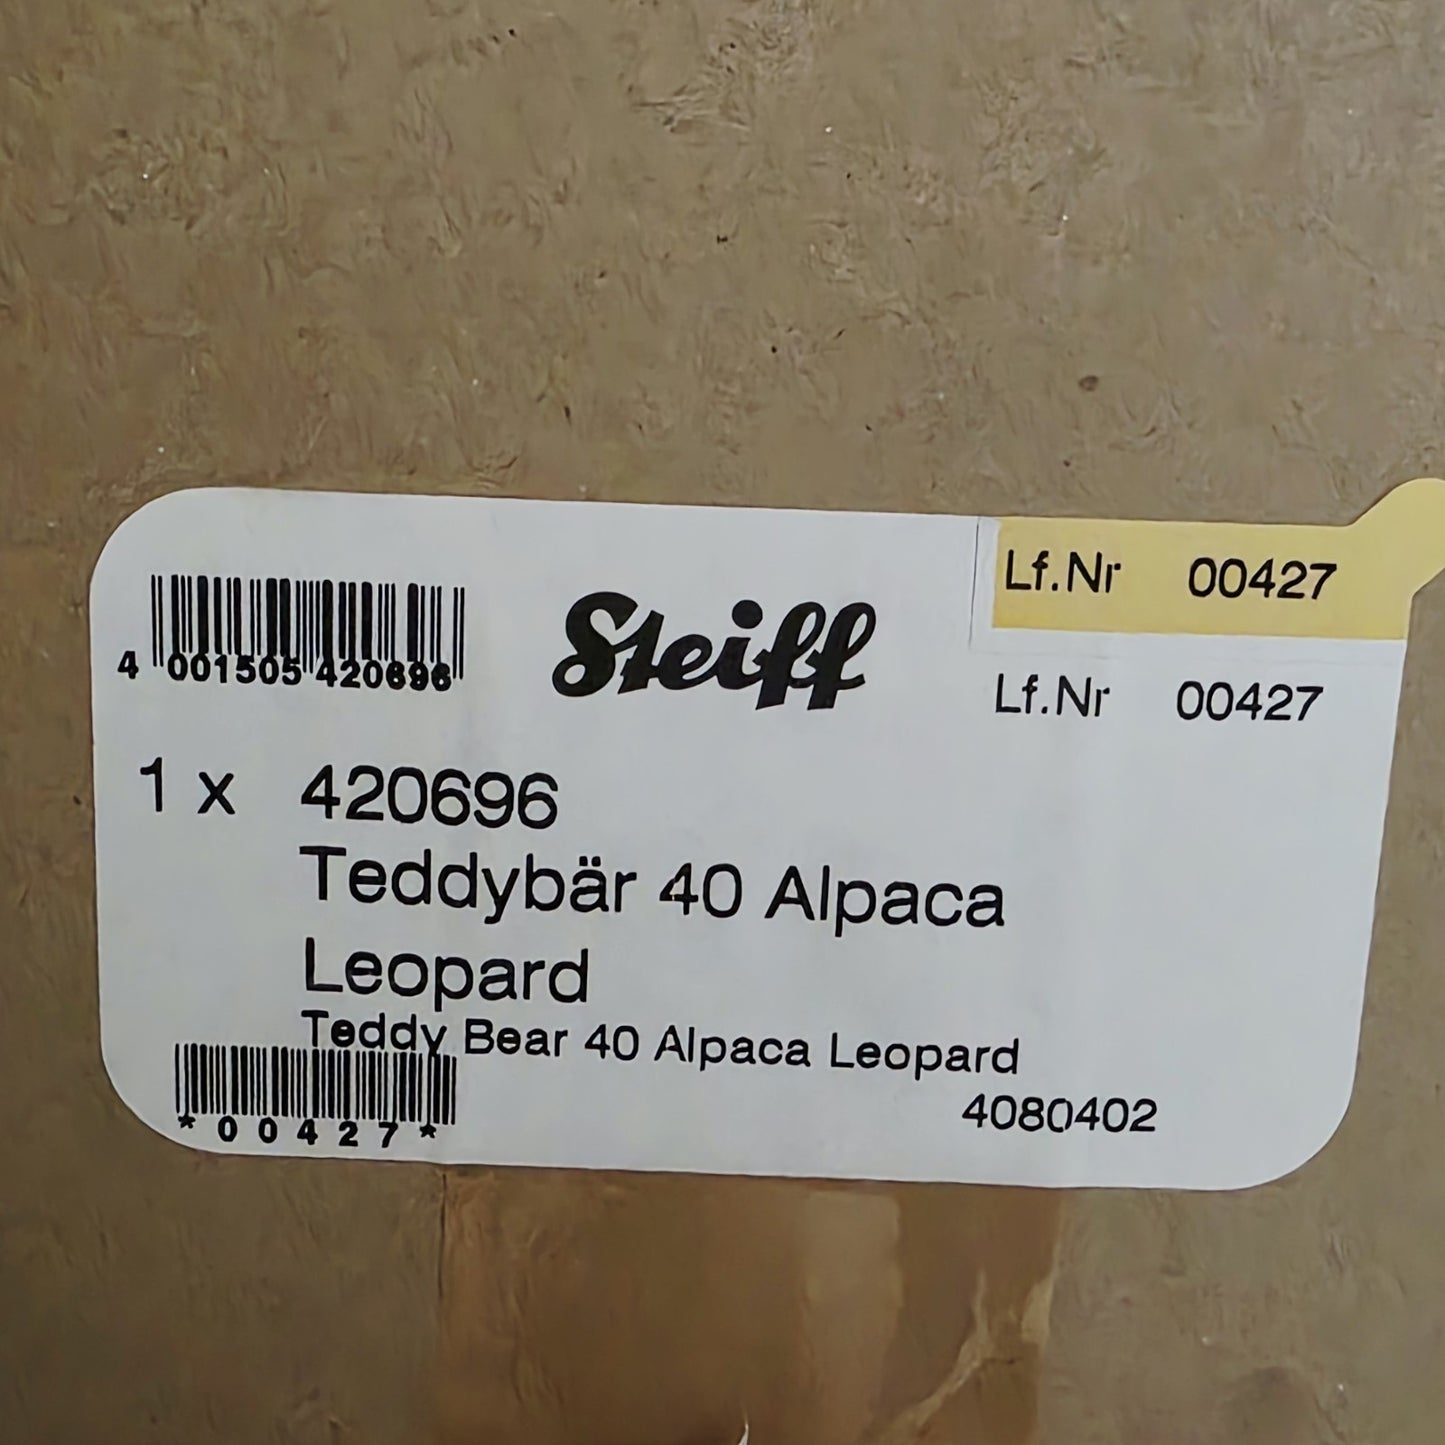 Lf.Nr 00427
4 001505 420696
Steiff
Lf.Nr 00427
1 x 420696
Teddybär 40 Alpaca
Leopard
Teddy Bear 40 Alpaca Leopard
4080402
*00427*